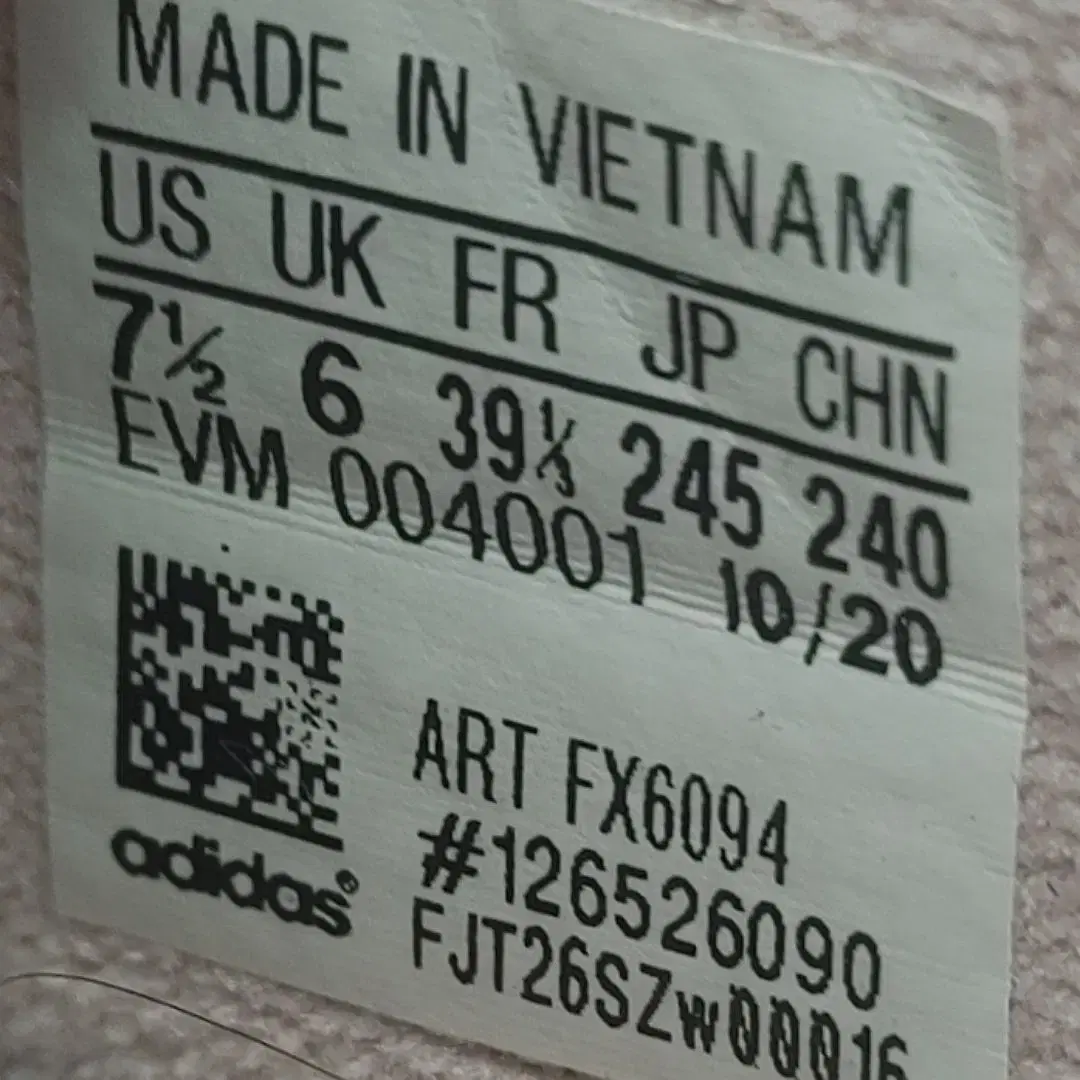 MADE IN VIETNAM
US UK FR JP CHN
7½ 6 39⅓ 245 240
EVM 004001 10/20
ART FX6094
#126526090
FJT26SZw00016
adidas®